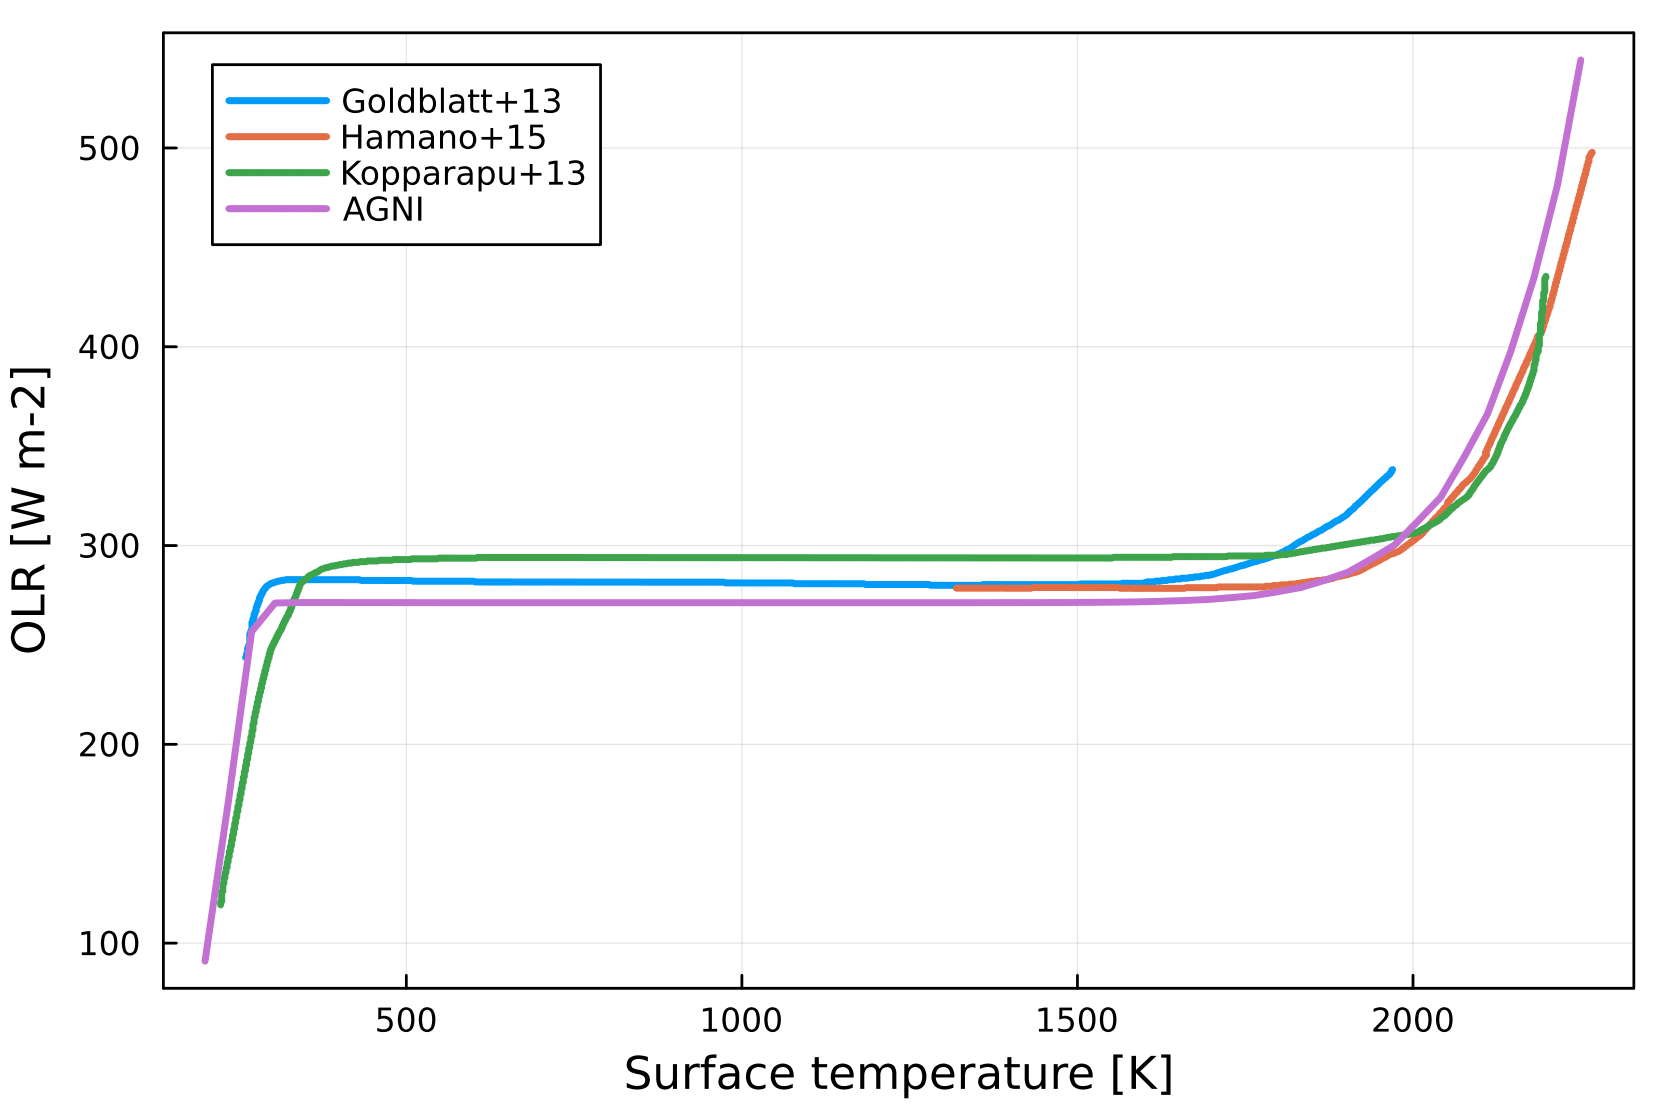 Goldblatt+13
Hamano+15
Kopparapu+13
AGNI
500
400
300
200
100
OLR [W m-2]
500 1000 1500 2000
Surface temperature [K]